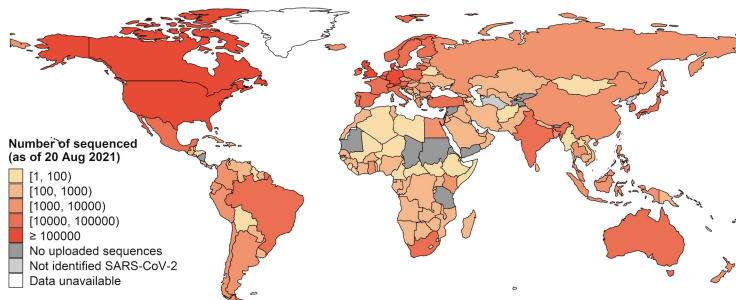 Number of sequenced
(as of 20 Aug 2021)
[1, 100)
[100, 1000)
[1000, 10000)
[10000, 100000)
≥ 100000
No uploaded sequences
Not identified SARS-CoV-2
Data unavailable